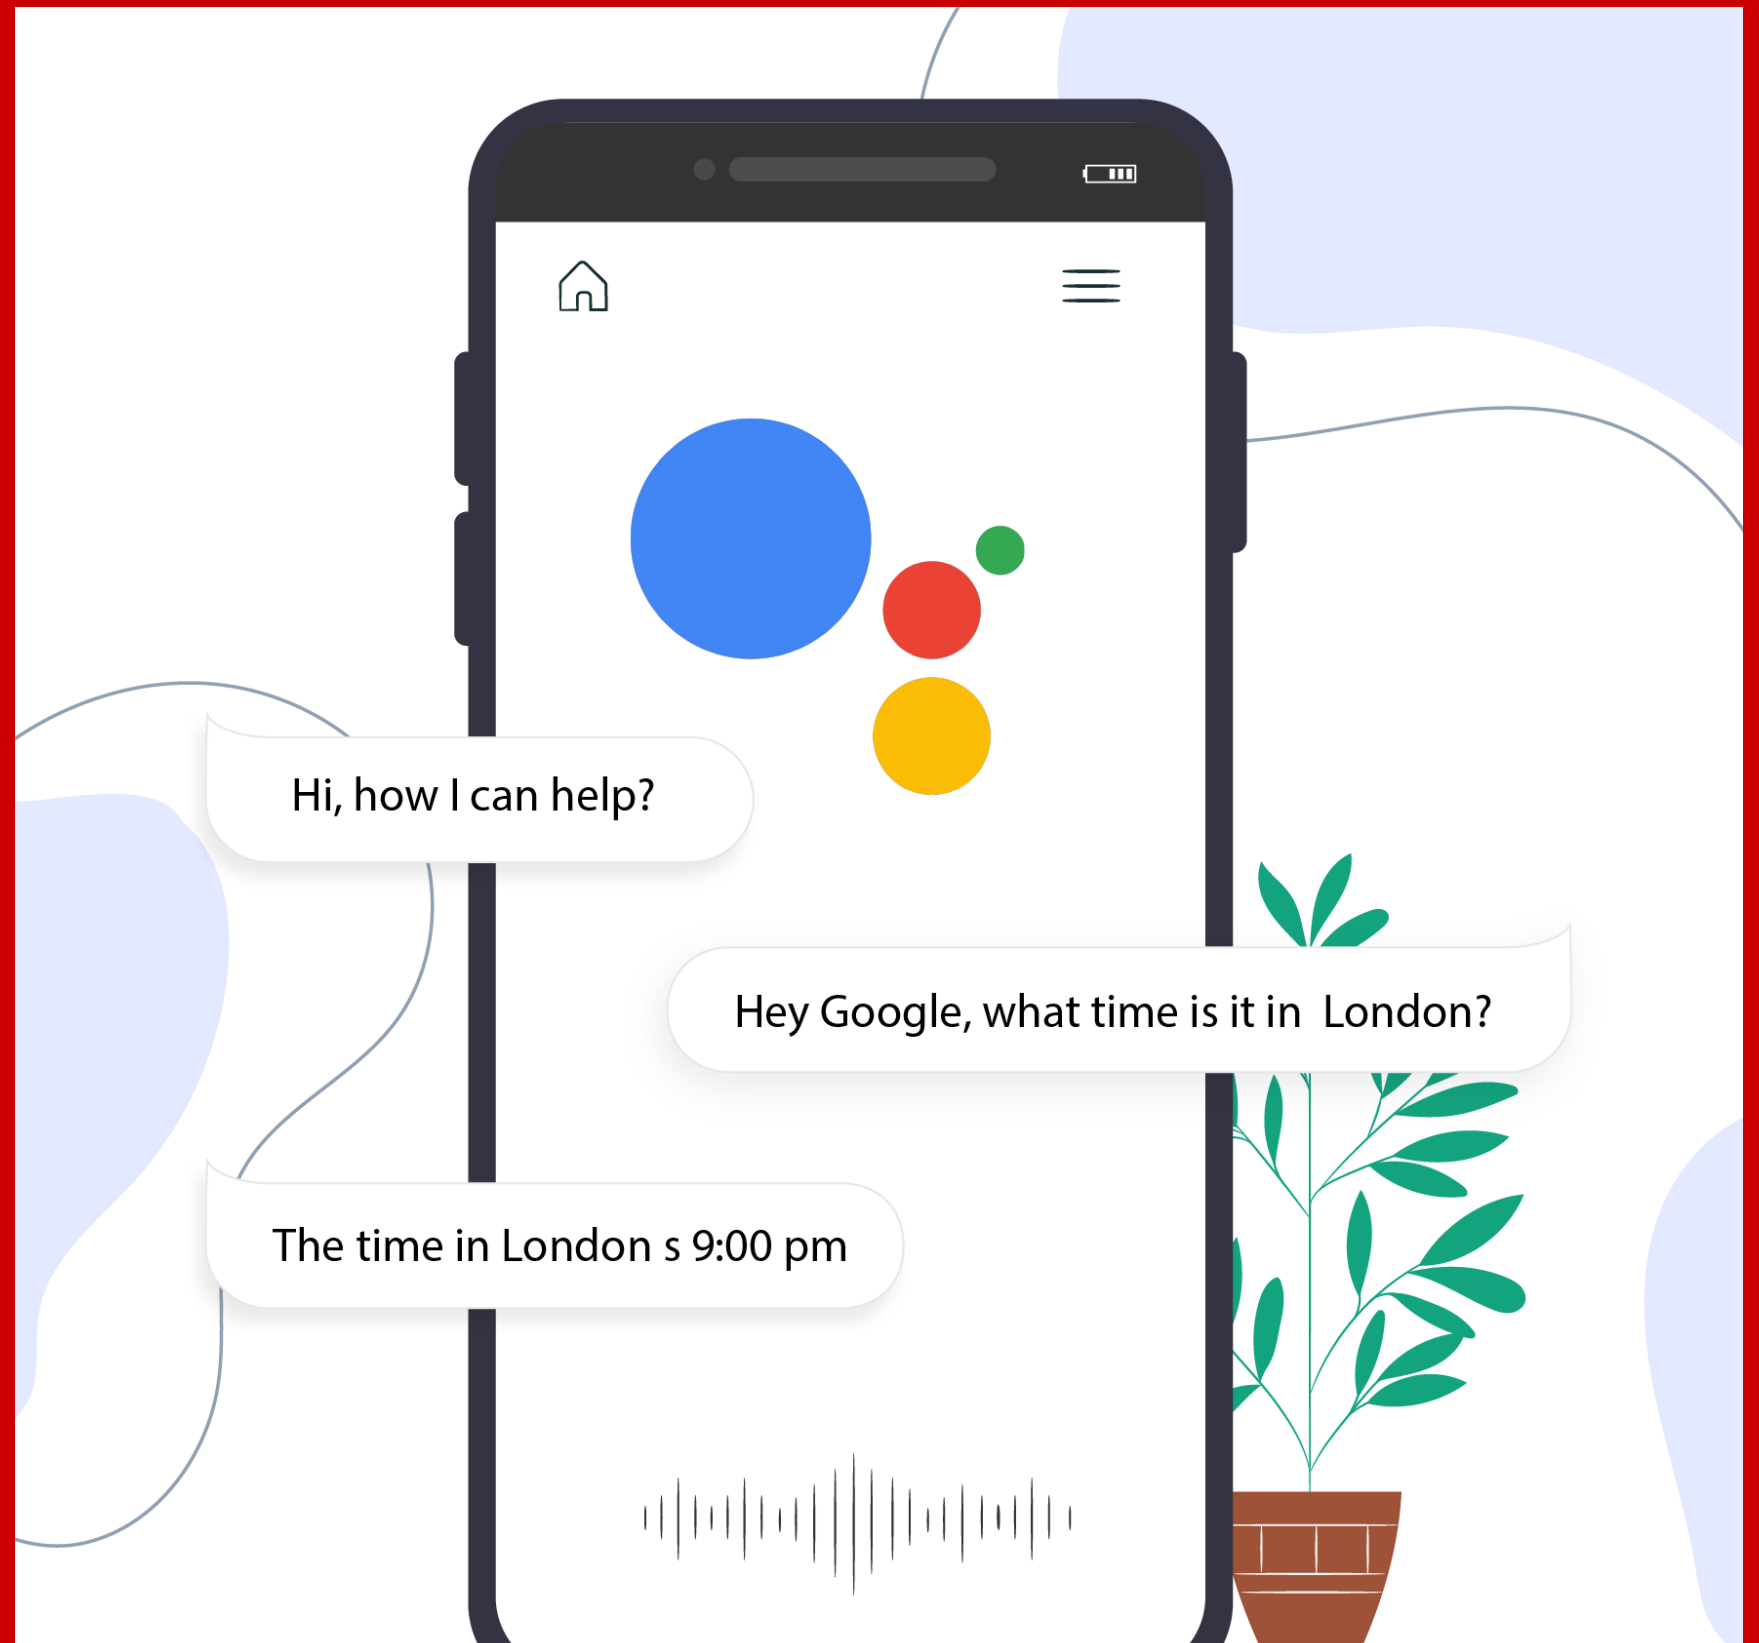 Hi, how I can help?
Hey Google, what time is it in London?
The time in London s 9:00 pm